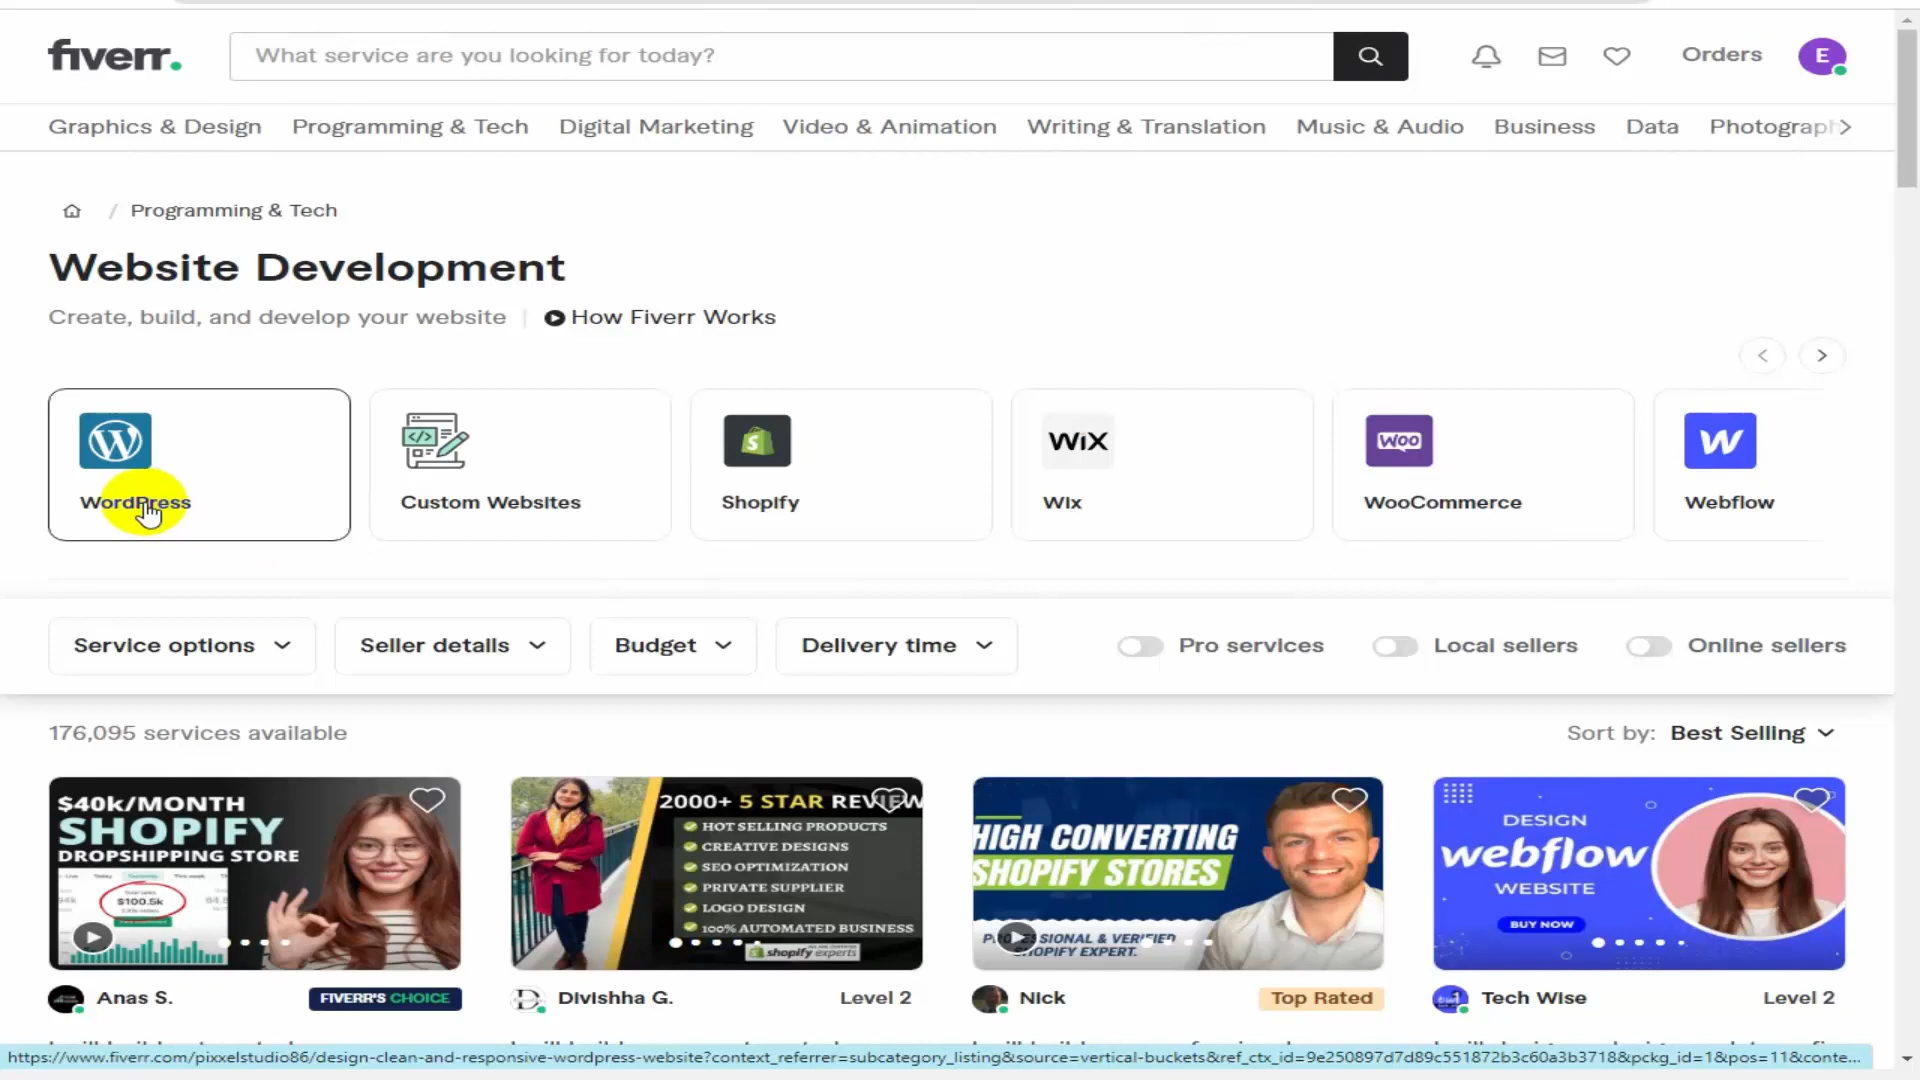 fiverr.
What service are you looking for today?
Orders
E
Graphics & Design
Programming & Tech
Digital Marketing
Video & Animation
Writing & Translation
Music & Audio
Business
Data
Photograph
/ Programming & Tech
Website Development
Create, build, and develop your website
How Fiverr Works
WordPress
Custom Websites
WiX
Shopify
Wix
woo
WooCommerce
Webflow
Service options
Seller details
Budget
Delivery time
Pro services
Local sellers
Online sellers
176,095 services available
Sort by: Best Selling
$40K/MONTH
SHOPIFY
DROPSHIPPING STORE
$100.5k
2000+ 5 STAR REVIEW
HOT SELLING PRODUCTS
CREATIVE DESIGNS
SEO OPTIMIZATION
PRIVATE SUPPLIER
LOGO DESIGN
100% AUTOMATED BUSINESS
shopify experts
HIGH CONVERTING
SHOPIFY STORES
& VERIFIED
SHOPIFY EXPERT.
DESIGN
webflow
WEBSITE
BUY NOW
Anas S.
FIVERR'S CHOICE
Divishha G.
Level 2
Nick
Top Rated
Tech Wise
Level 2
https://www.fiverr.com/pixxelstudio86/design-clean-and-responsive-wordpress-website?context_referrer=subcategory_listing&source=vertical-buckets&ref_ctx_id=9e250897d7d89c551872b3c60a3b3718&pckg_id=1&pos=11&conte...